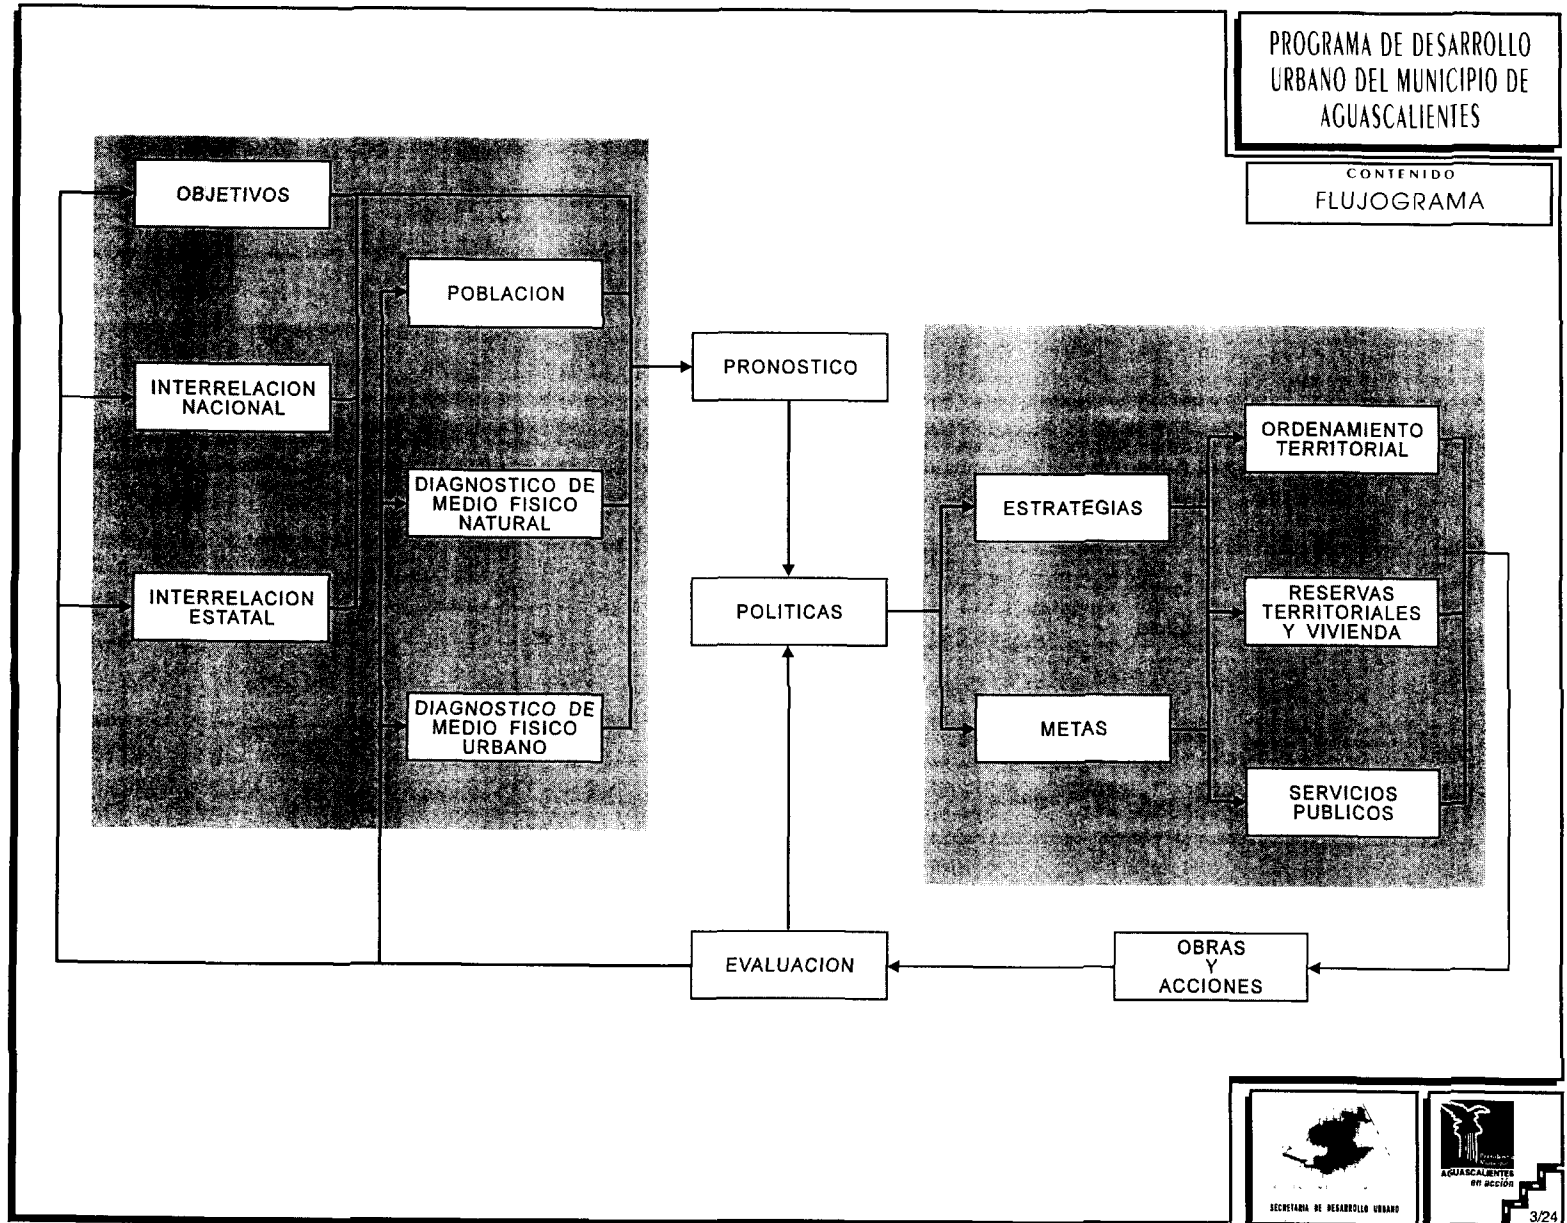 PROGRAMA DE DESARROLLO
URBANO DEL MUNICIPIO DE
AGUASCALIENTES
CONTENIDO
FLUJOGRAMA
OBJETIVOS
INTERRELACION
NACIONAL
INTERRELACION
ESTATAL
POBLACION
DIAGNOSTICO DE
MEDIO FISICO
NATURAL
DIAGNOSTICO DE
MEDIO FISICO
URBANO
PRONOSTICO
POLITICAS
EVALUACION
ESTRATEGIAS
METAS
ORDENAMIENTO
TERRITORIAL
RESERVAS
TERRITORIALES
Y VIVIENDA
SERVICIOS
PUBLICOS
OBRAS
Y
ACCIONES
SECRETARIA DE DESARROLLO URBANO
Presidencia
Municipal
AGUASCALIENTES
en acción
3/24